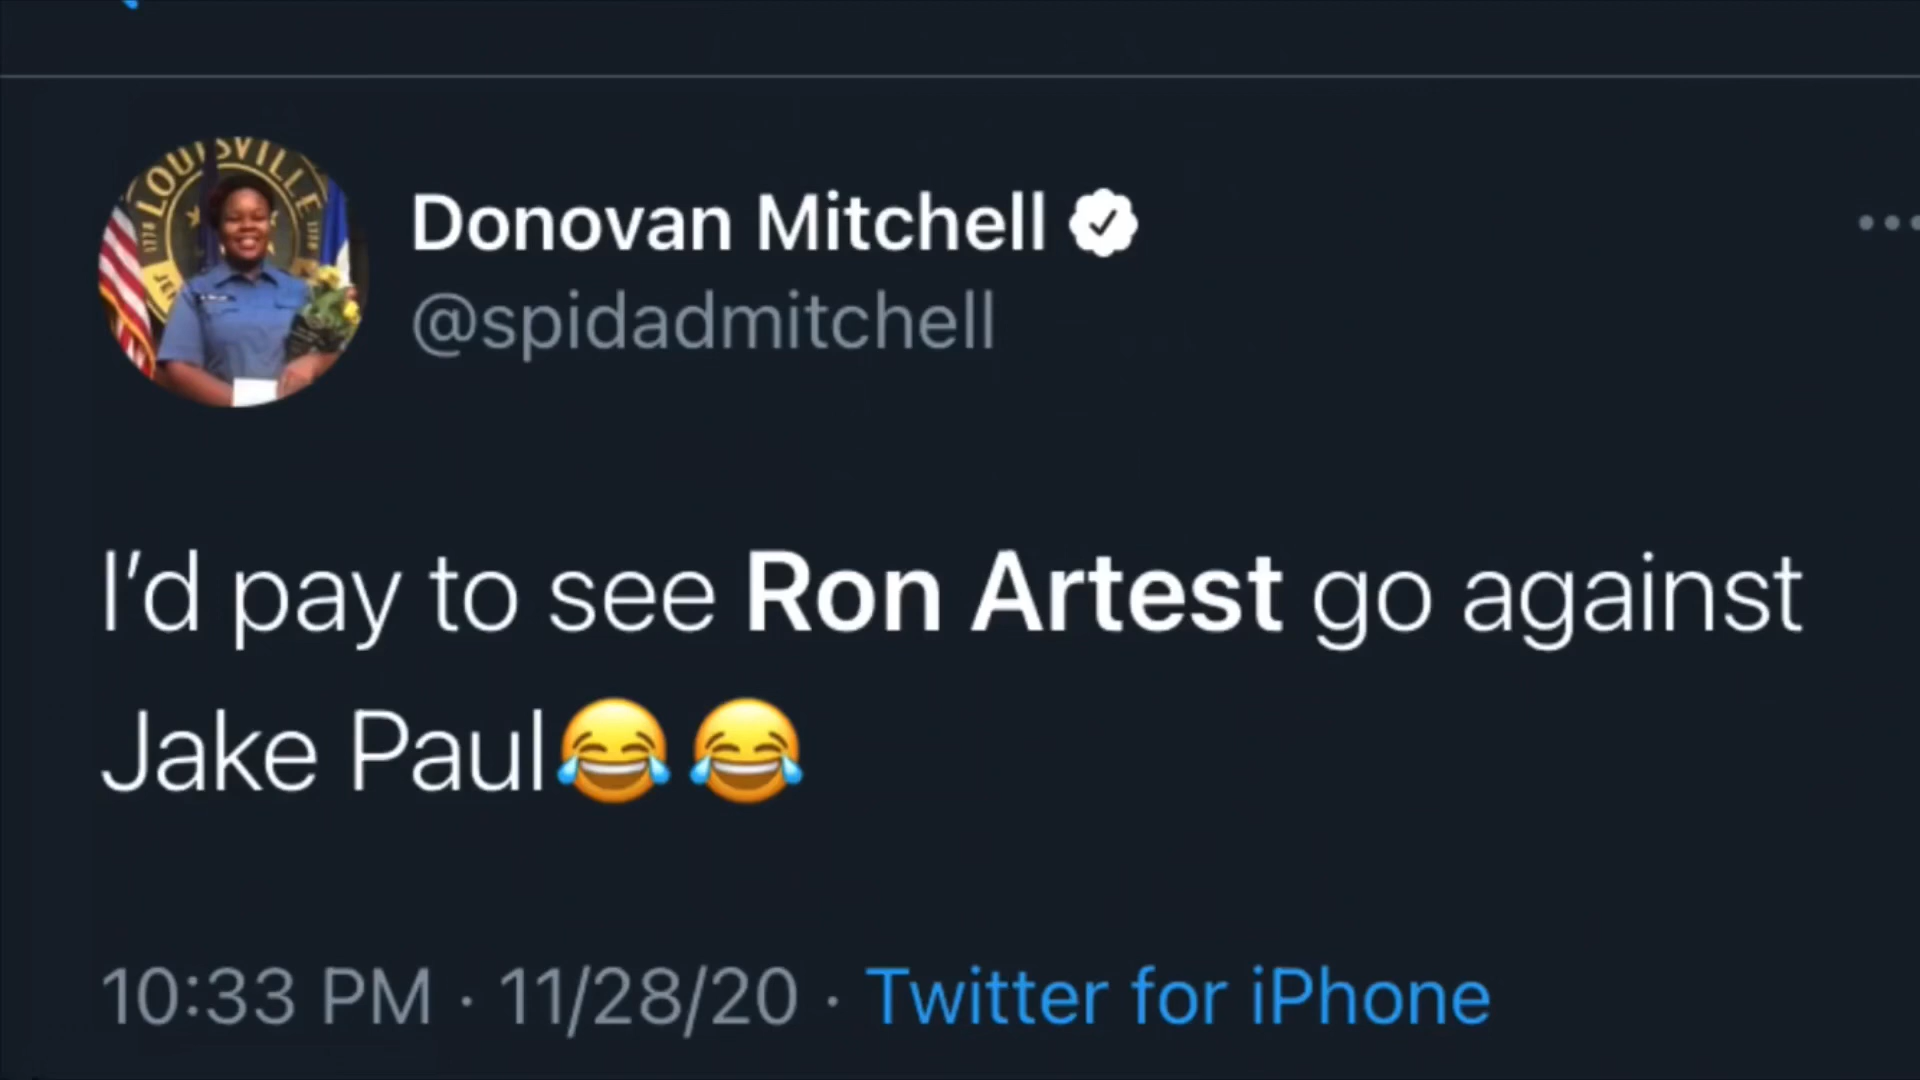 LOUISVILLE
Donovan Mitchell
@spidadmitchell
I'd pay to see Ron Artest go against
Jake Paul😂😂
10:33 PM · 11/28/20 · Twitter for iPhone